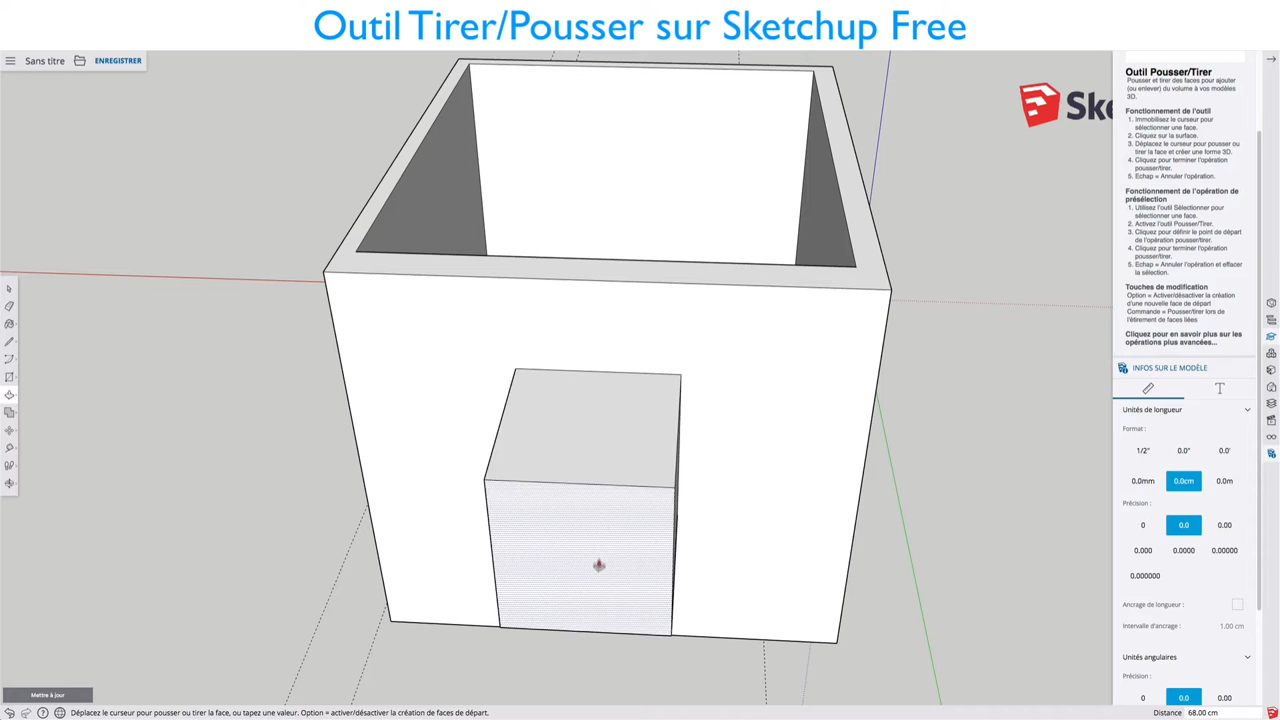 Outil Tirer/Pousser sur Sketchup Free
Sans titre
ENREGISTRER
Ske
Outil Pousser/Tirer
Pousser et tirer des faces pour ajouter
(ou enlever) du volume à vos modèles
3D.
Fonctionnement de l'outil
1. Immobilisez le curseur pour
sélectionner une face.
2. Cliquez sur la surface.
3. Déplacez le curseur pour pousser ou
tirer la face et créer une forme 3D.
4. Cliquez pour terminer l'opération
pousser/tirer.
5. Echap = Annuler l'opération.
Fonctionnement de l'opération de
présélection
1. Utilisez l'outil Sélectionner pour
sélectionner une face.
2. Activez l'outil Pousser/Tirer.
3. Cliquez pour définir le point de départ
de l'opération pousser/tirer.
4. Cliquez pour terminer l'opération
pousser/tirer.
5. Echap = Annuler l'opération et effacer
la sélection.
Touches de modification
Option = Activer/désactiver la création
d'une nouvelle face de départ
Commande = Pousser/tirer lors de
l'étirement de faces liées
Cliquez pour en savoir plus sur les
opérations plus avancées...
INFOS SUR LE MODÈLE
T
Unités de longueur
Format :
1/2" 0.0" 0.0'
0.0mm 0.0cm 0.0m
Précision :
0 0.0 0.00
0.000 0.0000 0.00000
0.000000
Ancrage de longueur :
Intervalle d'ancrage : 1.00 cm
Unités angulaires
Précision :
0 0.0 0.00
Mettre à jour
Déplacez le curseur pour pousser ou tirer la face, ou tapez une valeur. Option = activer/désactiver la création de faces de départ.
Distance 68.00 cm